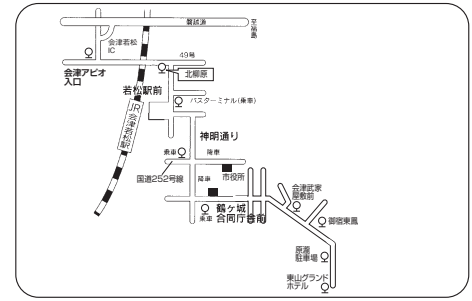 磐越道
至福島
会津若松
IC
49号
会津アピオ
入口
北柳原
若松駅前
バスターミナル(乗車)
JR会津若松駅
神明通り
乗車
降車
国道252号線
降車
市役所
会津武家
屋敷前
鶴ヶ城
合同庁舎前
乗車
御宿東鳳
原瀧
駐車場
東山グランド
ホテル